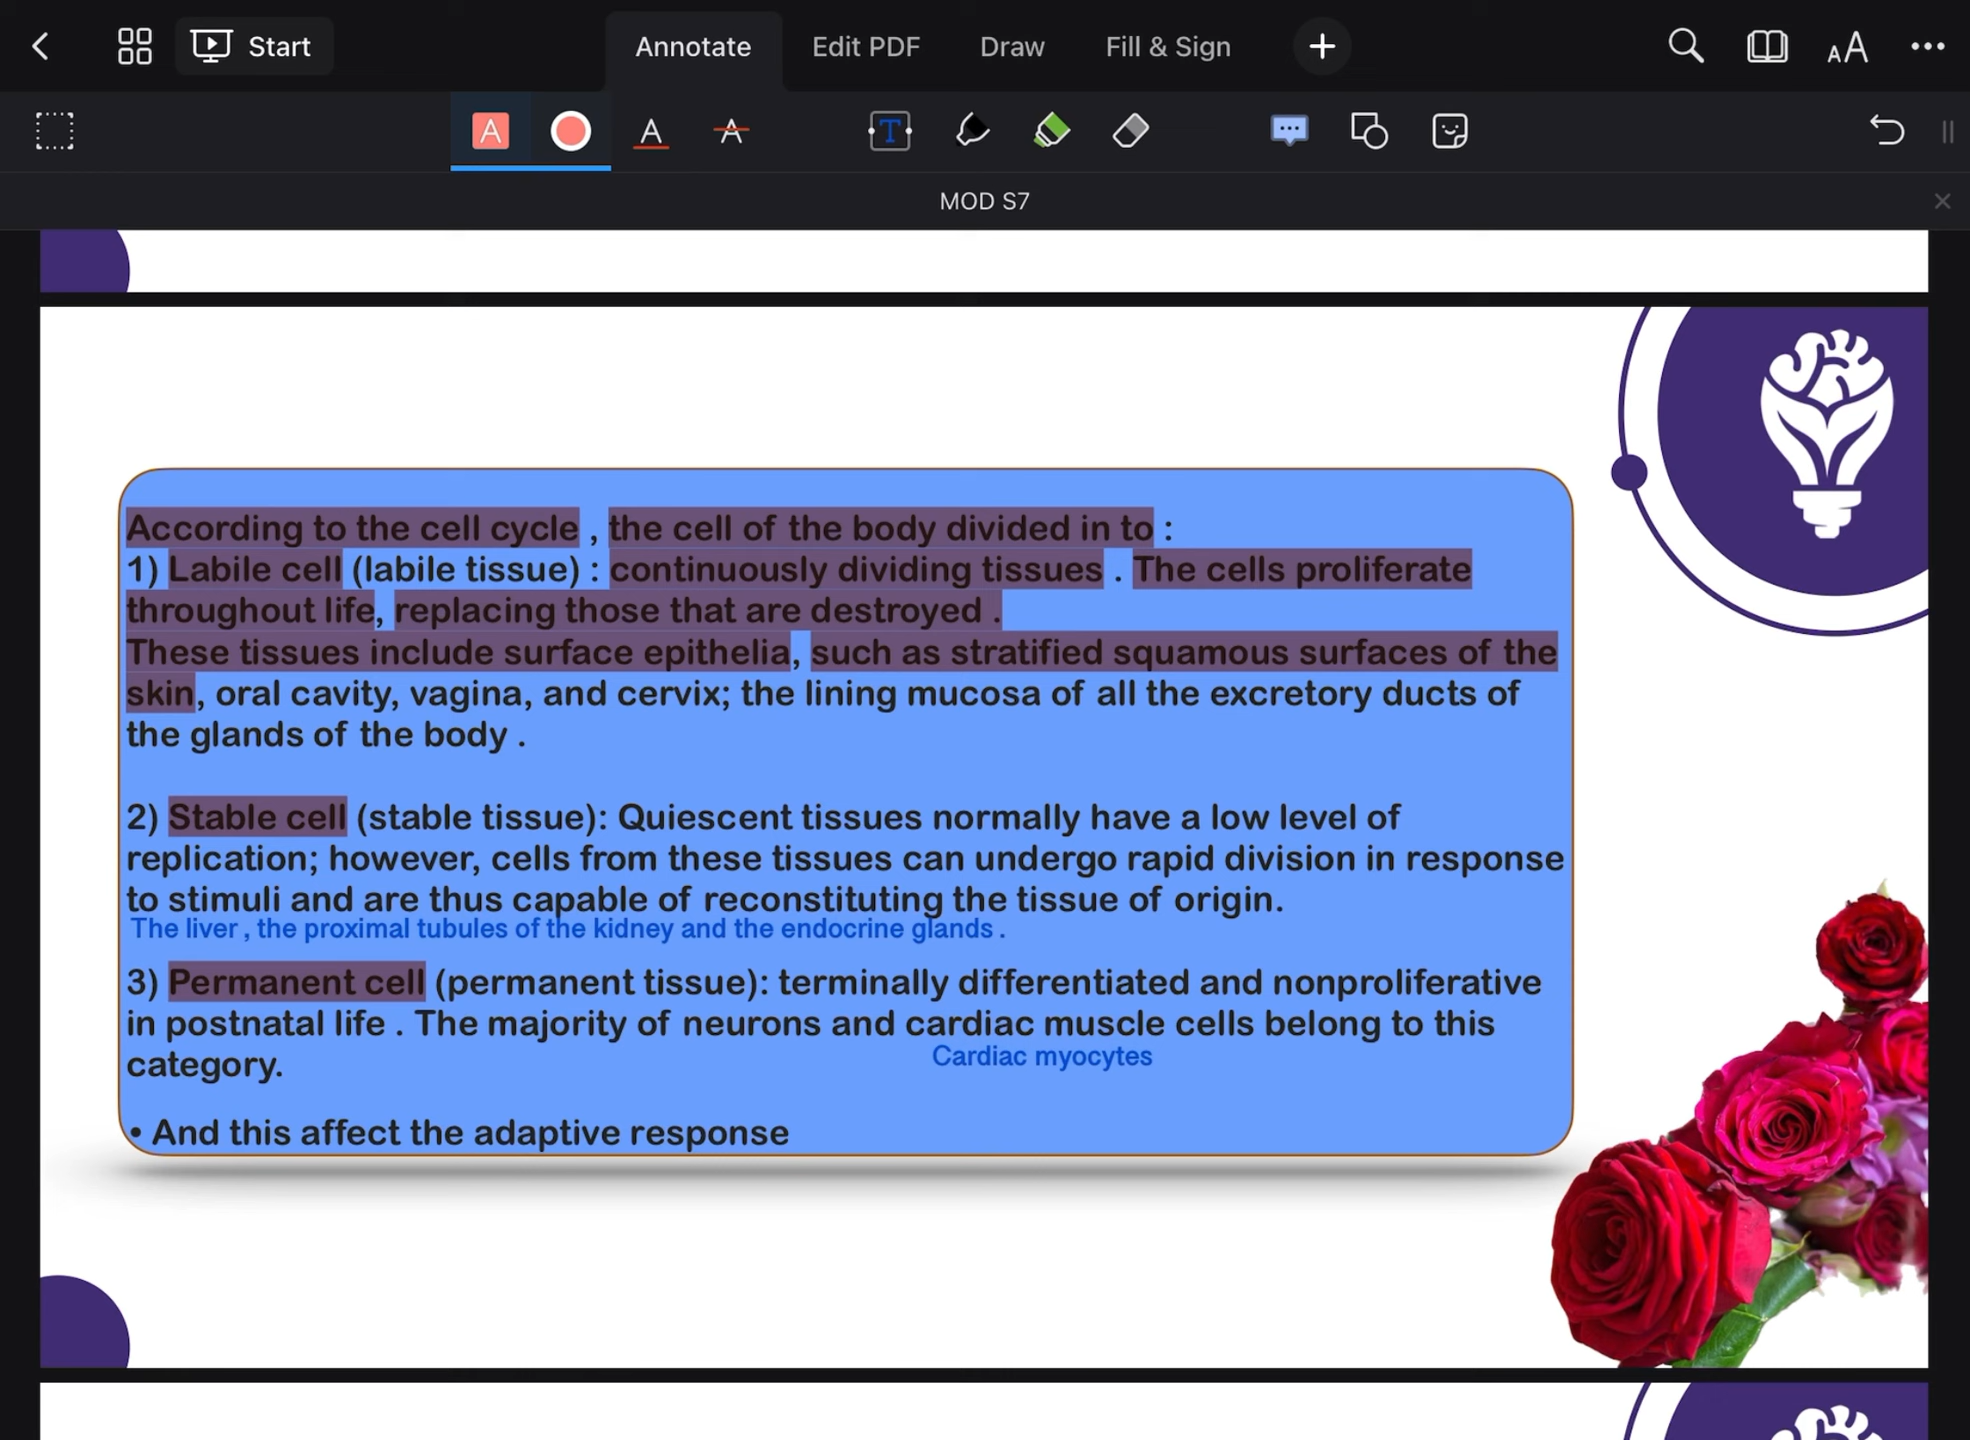 Start
Annotate
Edit PDF
Draw
Fill & Sign
MOD S7
According to the cell cycle , the cell of the body divided in to :
1) Labile cell (labile tissue) : continuously dividing tissues . The cells proliferate
throughout life, replacing those that are destroyed .
These tissues include surface epithelia, such as stratified squamous surfaces of the
skin, oral cavity, vagina, and cervix; the lining mucosa of all the excretory ducts of
the glands of the body .
2) Stable cell (stable tissue): Quiescent tissues normally have a low level of
replication; however, cells from these tissues can undergo rapid division in response
to stimuli and are thus capable of reconstituting the tissue of origin.
The liver , the proximal tubules of the kidney and the endocrine glands .
3) Permanent cell (permanent tissue): terminally differentiated and nonproliferative
in postnatal life . The majority of neurons and cardiac muscle cells belong to this
Cardiac myocytes
category.
• And this affect the adaptive response